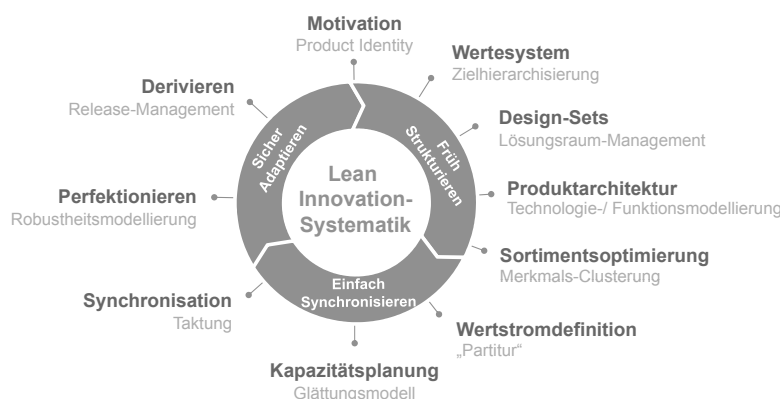 Motivation
Product Identity
Wertesystem
Zielhierarchisierung
Design-Sets
Lösungsraum-Management
Produktarchitektur
Technologie-/ Funktionsmodellierung
Sortimentsoptimierung
Merkmals-Clusterung
Wertstromdefinition
„Partitur“
Kapazitätsplanung
Glättungsmodell
Synchronisation
Taktung
Perfektionieren
Robustheitsmodellierung
Derivieren
Release-Management
Sicher
Adaptieren
Früh
Strukturieren
Einfach
Synchronisieren
Lean
Innovation-
Systematik